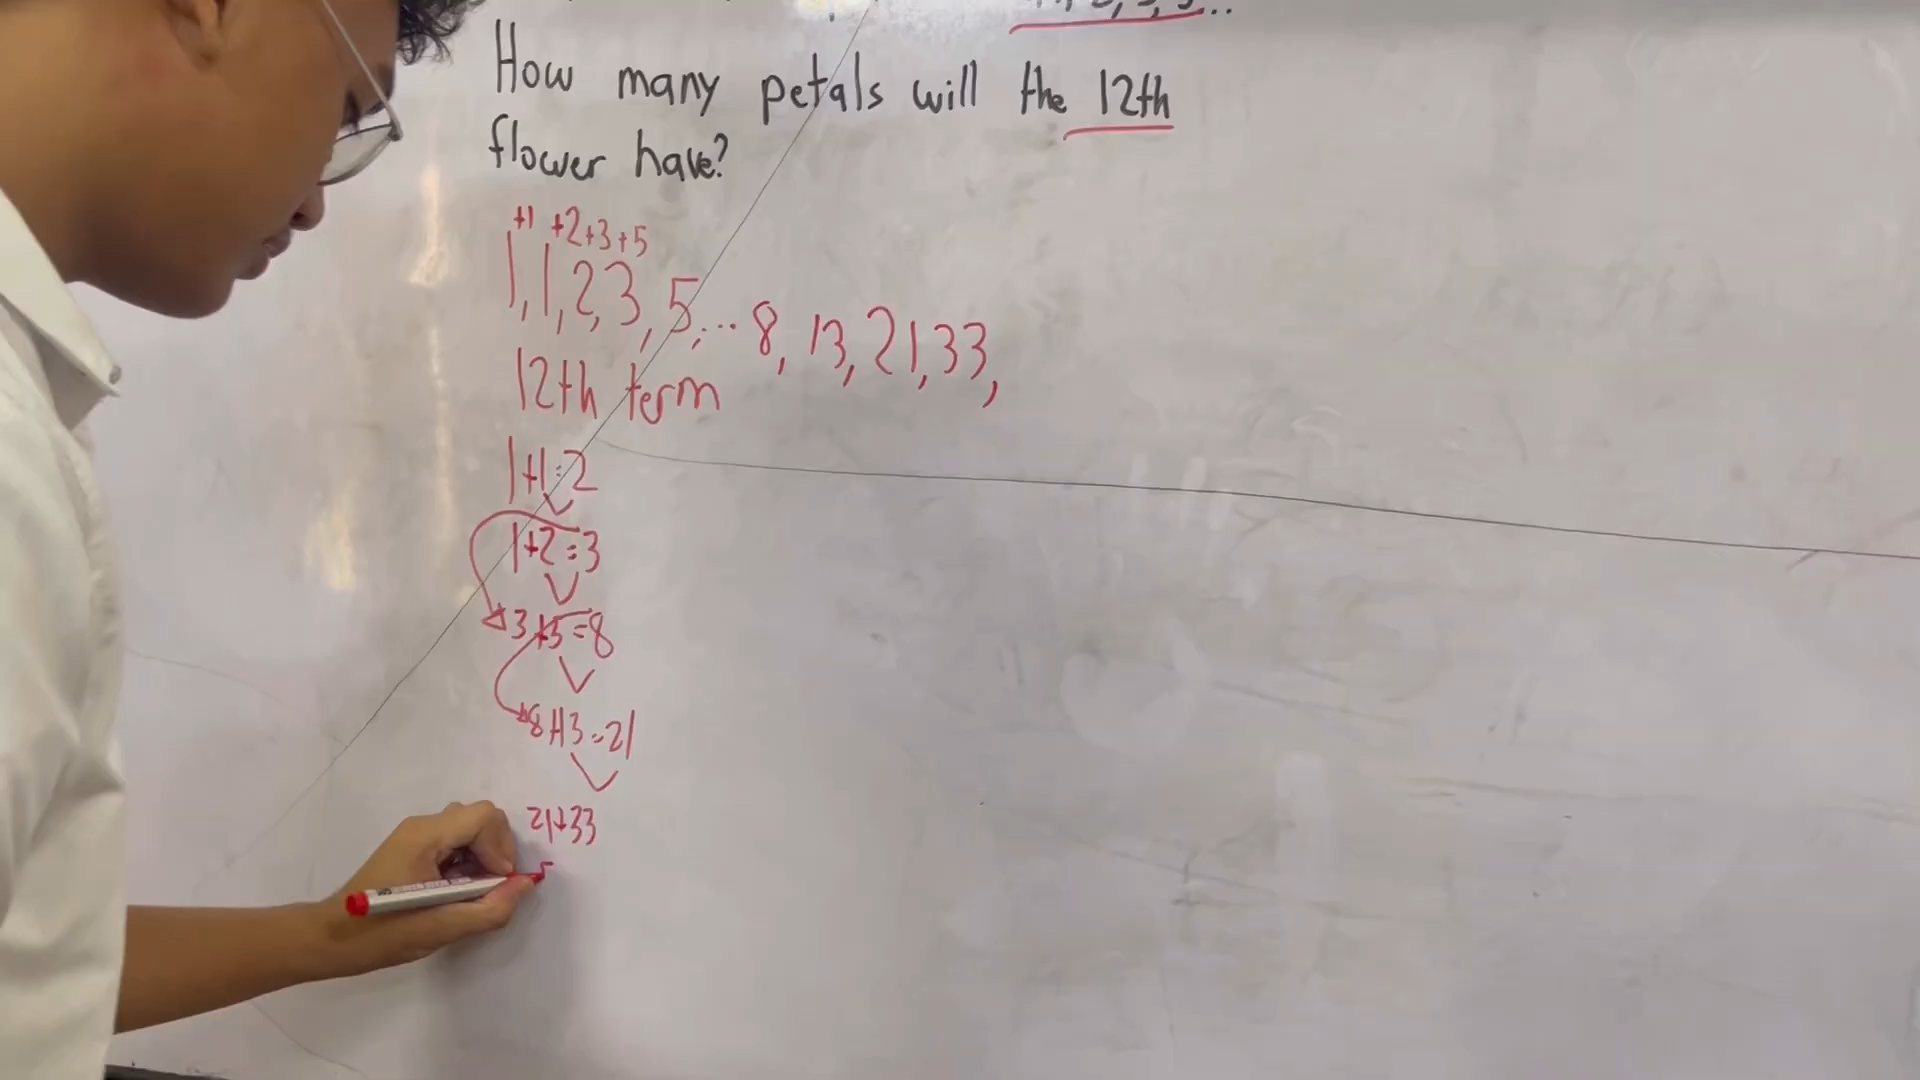 How many petals will the 12th
flower have?
+1 +2 +3 +5
1, 1, 2, 3, 5, ... 8, 13, 21, 33,
12th term
1+1=2
1+2=3
3+5=8
8+13=21
21+33
5